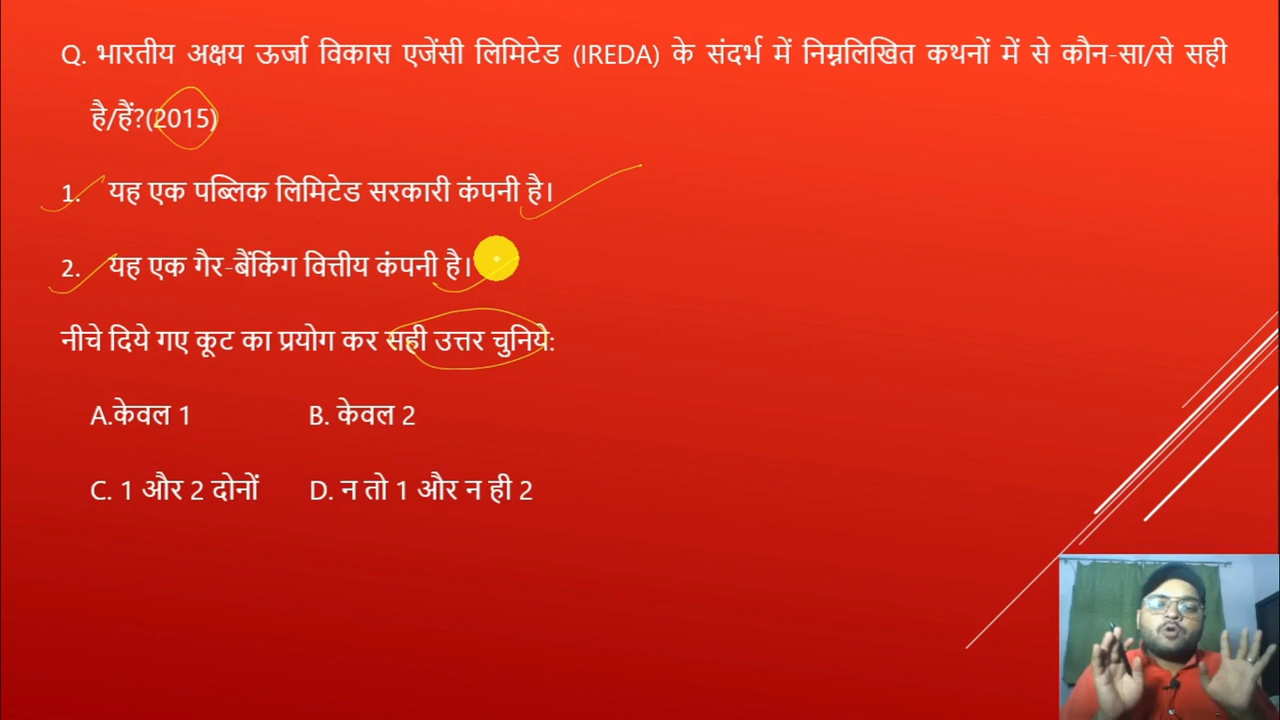 Q. भारतीय अक्षय ऊर्जा विकास एजेंसी लिमिटेड (IREDA) के संदर्भ में निम्नलिखित कथनों में से कौन-सा/से सही
है/हैं?(2015)
1. यह एक पब्लिक लिमिटेड सरकारी कंपनी है।
2. यह एक गैर-बैंकिंग वित्तीय कंपनी है।
नीचे दिये गए कूट का प्रयोग कर सही उत्तर चुनिये:
A.केवल 1 B. केवल 2
C. 1 और 2 दोनों D. न तो 1 और न ही 2